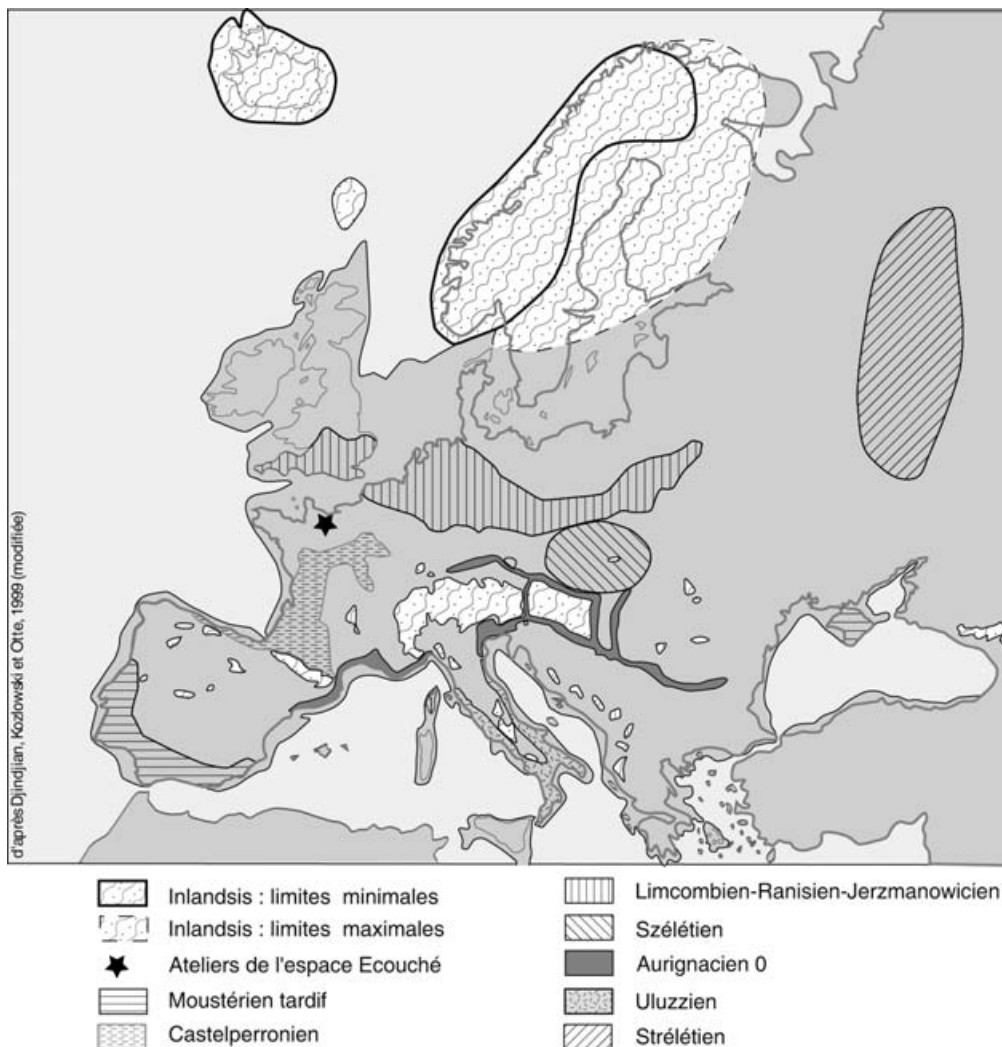 d'après Djindjian, Kozlowski et Otte, 1999 (modifiée)
Inlandsis : limites minimales
Inlandsis : limites maximales
Ateliers de l'espace Ecouché
Moustérien tardif
Castelperronien
Limcombien-Ranisien-Jerzmanowicien
Szélétien
Aurignacien 0
Uluzzien
Strélétien